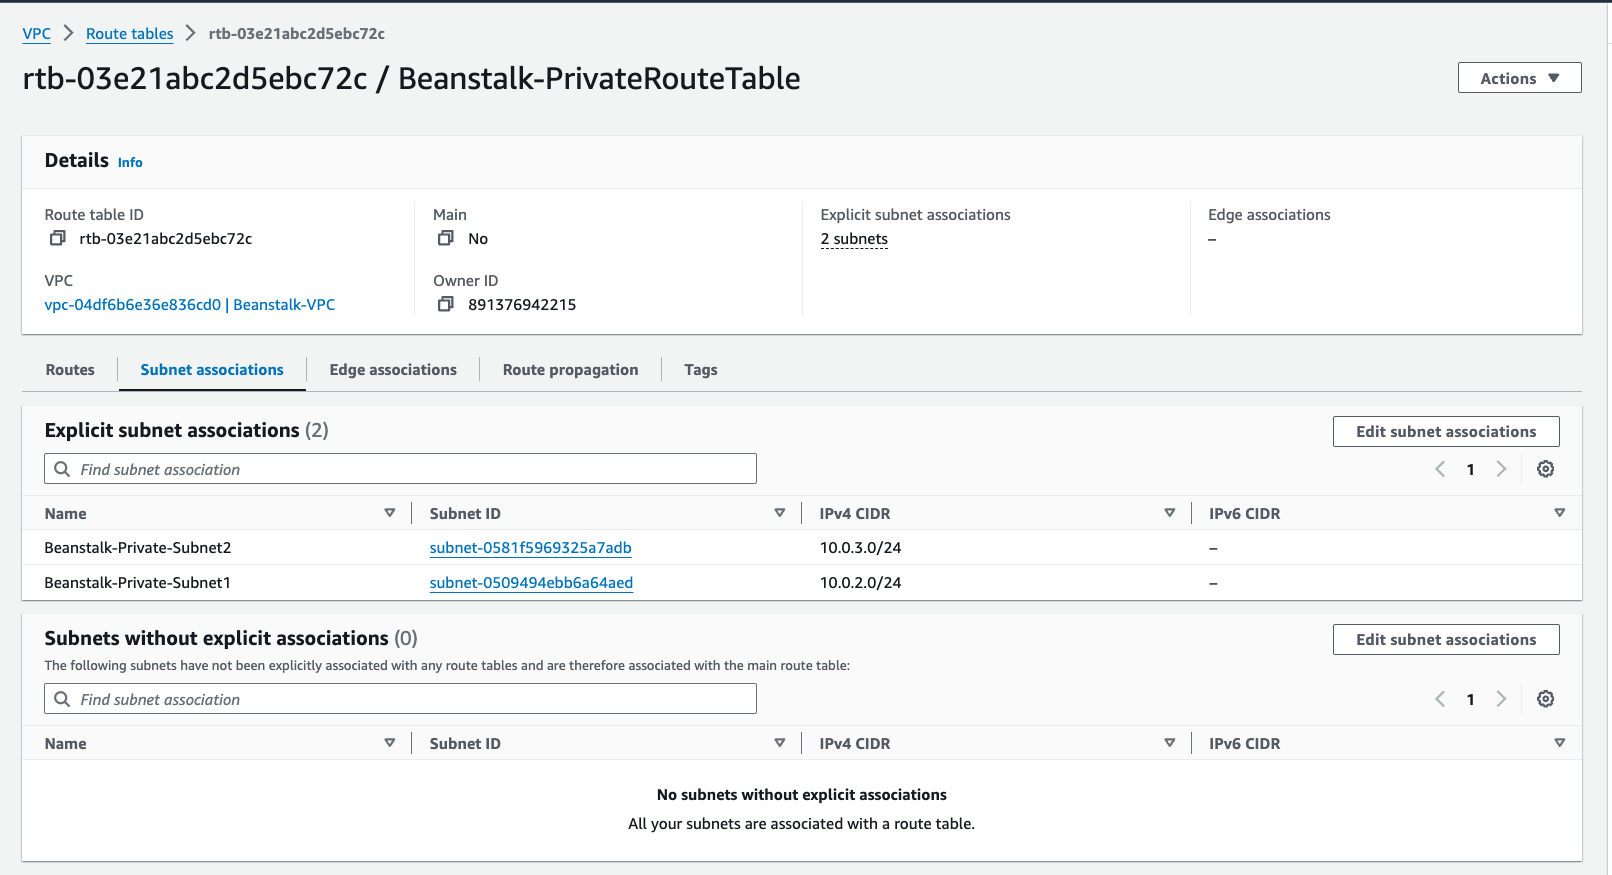 VPC > Route tables > rtb-03e21abc2d5ebc72c
rtb-03e21abc2d5ebc72c / Beanstalk-PrivateRouteTable
Actions
Details Info
Route table ID
rtb-03e21abc2d5ebc72c
Main
No
Explicit subnet associations
2 subnets
Edge associations
–
VPC
vpc-04df6b6e36e836cd0 | Beanstalk-VPC
Owner ID
891376942215
Routes Subnet associations Edge associations Route propagation Tags
Explicit subnet associations (2)
Edit subnet associations
Find subnet association
1
Name Subnet ID IPv4 CIDR IPv6 CIDR
Beanstalk-Private-Subnet2 subnet-0581f5969325a7adb 10.0.3.0/24 –
Beanstalk-Private-Subnet1 subnet-0509494ebb6a64aed 10.0.2.0/24 –
Subnets without explicit associations (0)
Edit subnet associations
The following subnets have not been explicitly associated with any route tables and are therefore associated with the main route table:
Find subnet association
1
Name Subnet ID IPv4 CIDR IPv6 CIDR
No subnets without explicit associations
All your subnets are associated with a route table.